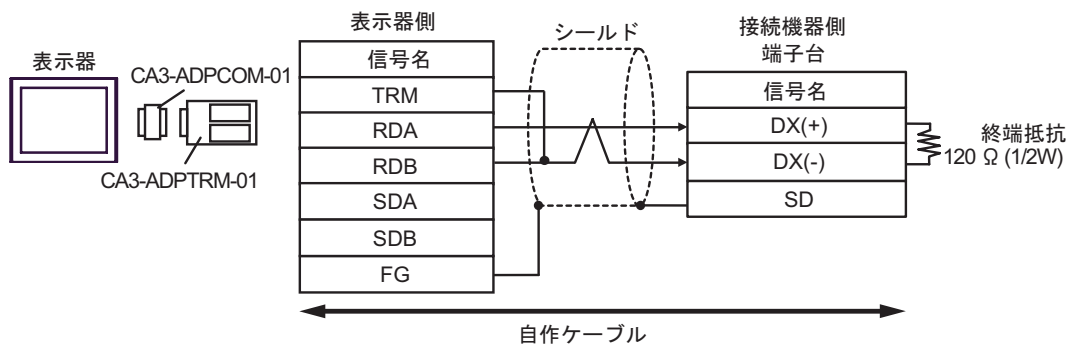 表示器
CA3-ADPCOM-01
CA3-ADPTRM-01
表示器側
信号名
TRM
RDA
RDB
SDA
SDB
FG
シールド
接続機器側
端子台
信号名
DX(+)
DX(-)
SD
終端抵抗
120 Ω (1/2W)
自作ケーブル